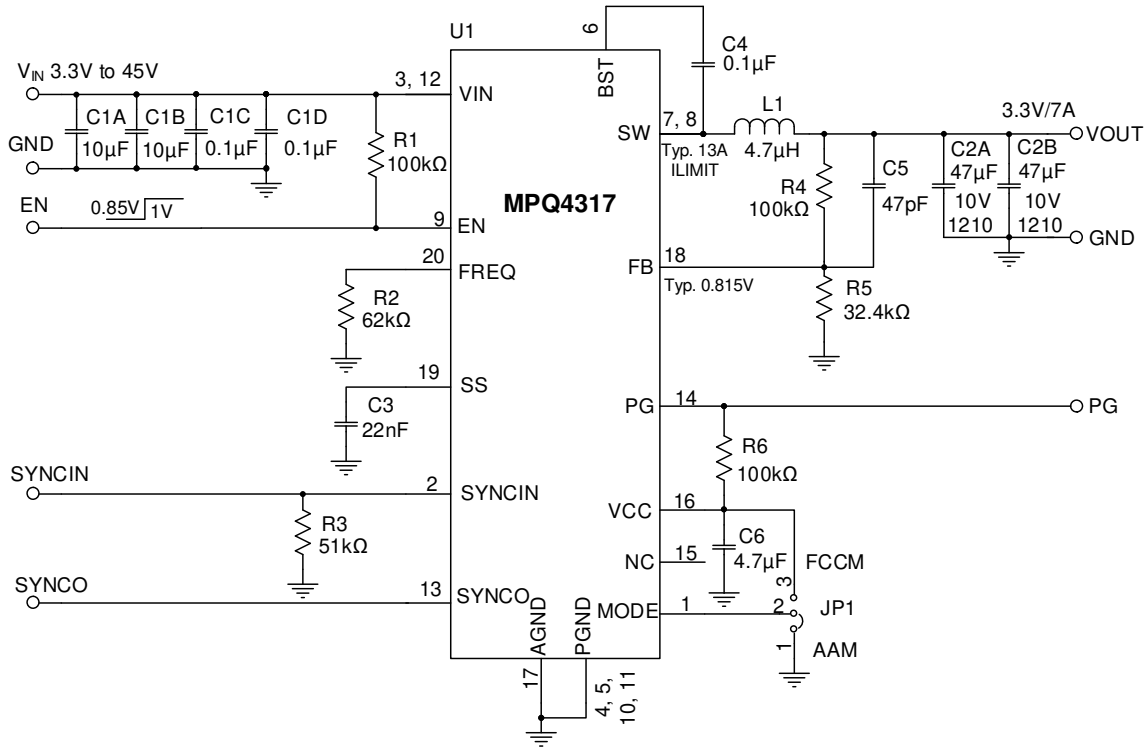 U1
MPQ4317
V_IN 3.3V to 45V
GND
C1A
10µF
C1B
10µF
C1C
0.1µF
C1D
0.1µF
R1
100kΩ
3, 12
VIN
EN
0.85V 1V
9
EN
20
FREQ
R2
62kΩ
19
SS
C3
22nF
SYNCIN
2
SYNCIN
R3
51kΩ
SYNCO
13
SYNCO
AGND
17
PGND
4, 5,
10, 11
6
BST
C4
0.1µF
7, 8
SW
Typ. 13A
ILIMIT
L1
4.7µH
3.3V/7A
VOUT
R4
100kΩ
C5
47pF
C2A
47µF
10V
1210
C2B
47µF
10V
1210
GND
18
FB
Typ. 0.815V
R5
32.4kΩ
PG
14
PG
R6
100kΩ
VCC
16
C6
4.7µF
NC
15
FCCM
3
MODE
1
2
JP1
1
AAM